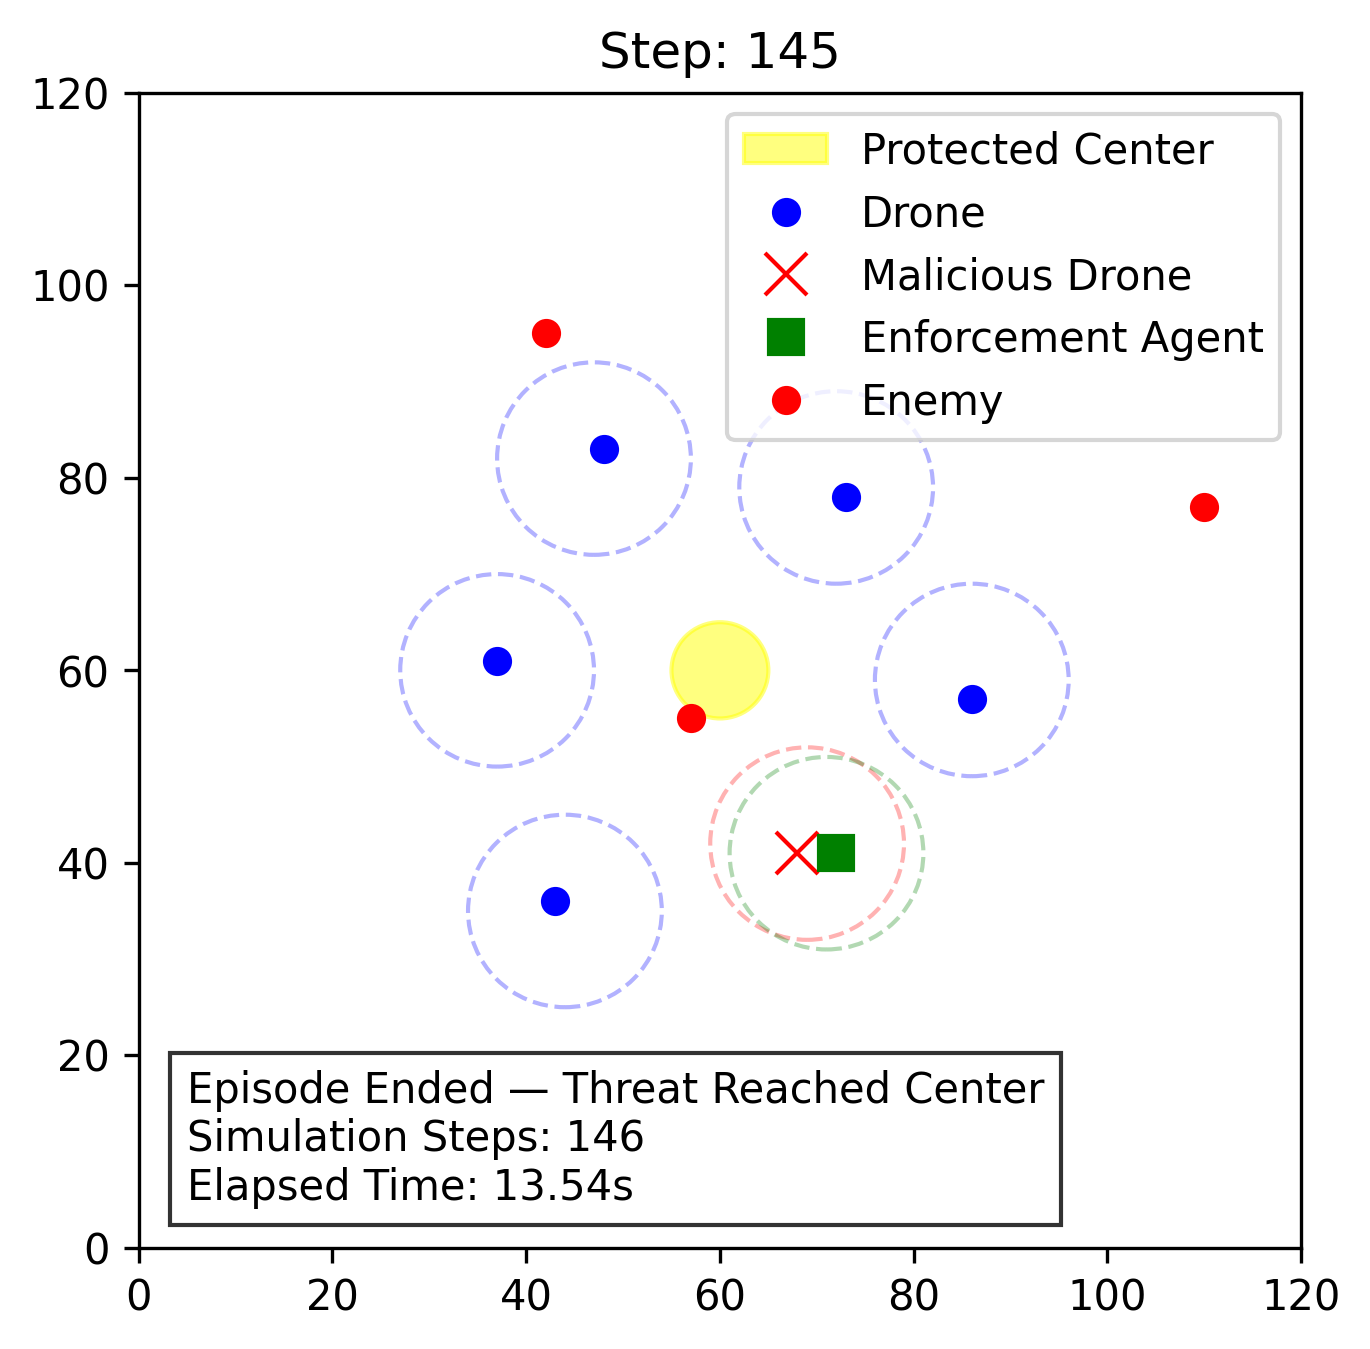 Step: 145
120
100
80
60
40
20
0
0 20 40 60 80 100 120
Protected Center
Drone
Malicious Drone
Enforcement Agent
Enemy
Episode Ended — Threat Reached Center
Simulation Steps: 146
Elapsed Time: 13.54s